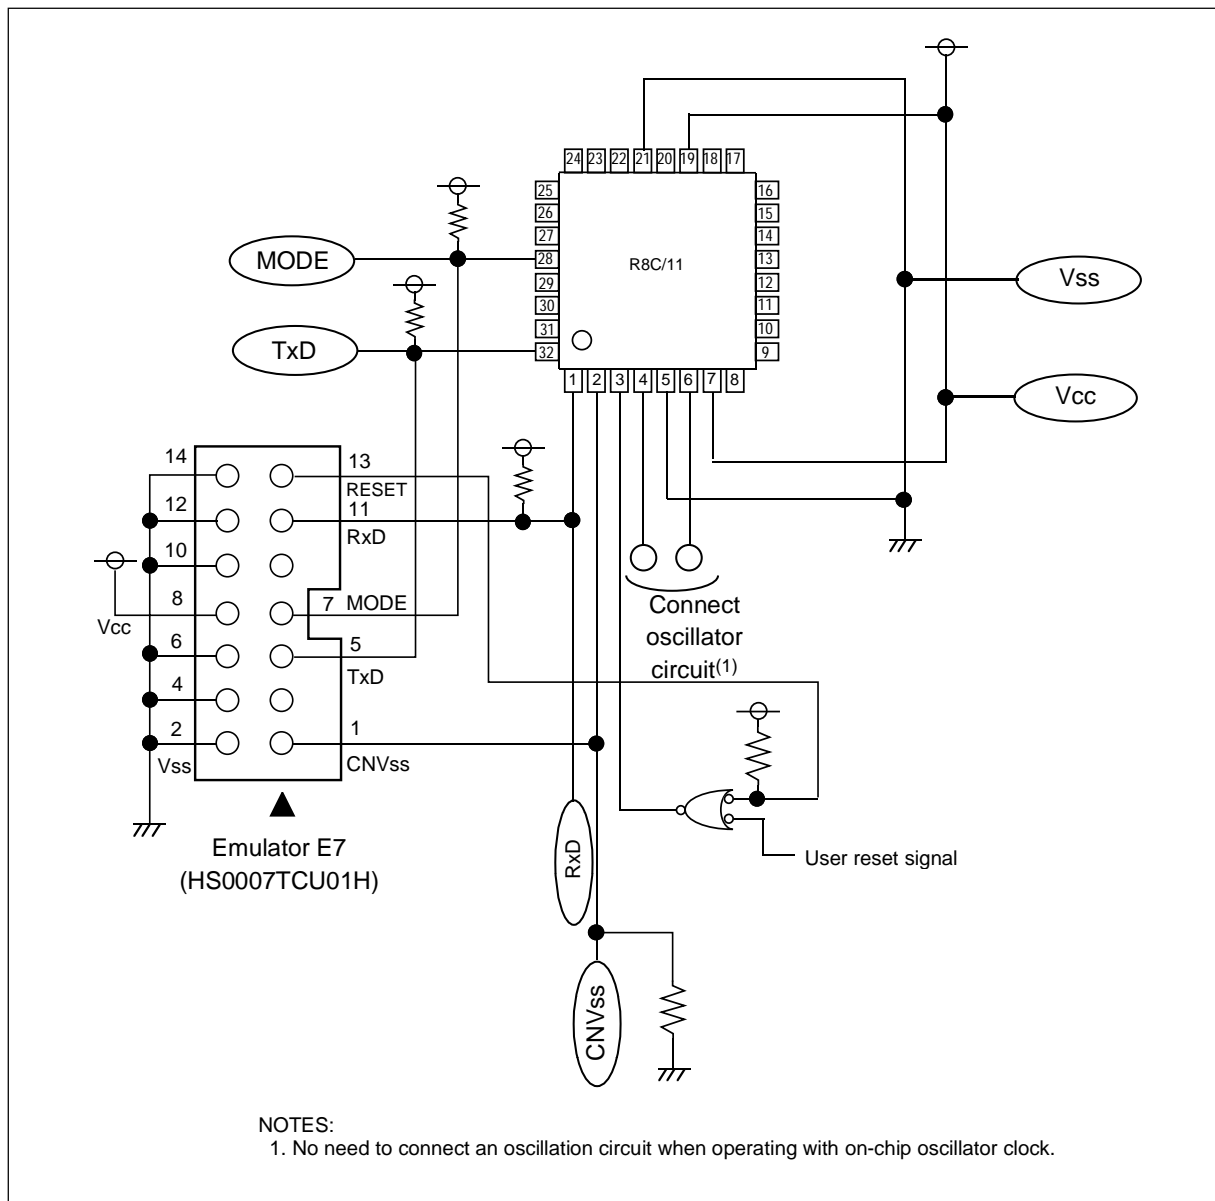 24 23 22 21 20 19 18 17
25
26
27
28
29
30
31
32
16
15
14
13
12
11
10
9
1 2 3 4 5 6 7 8
R8C/11
MODE
TxD
Vss
Vcc
14
12
10
8
Vcc
6
4
2
Vss
13
RESET
11
RxD
7 MODE
5
TxD
1
CNVss
Connect
oscillator
circuit(1)
Emulator E7
(HS0007TCU01H)
RxD
CNVss
User reset signal
NOTES:
1. No need to connect an oscillation circuit when operating with on-chip oscillator clock.